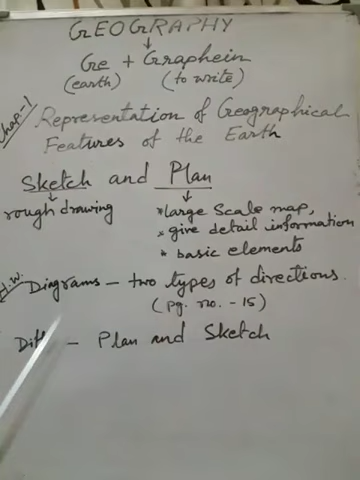 GEOGRAPHY
↓
Ge + Graphein
(earth) (to write)
Chap-1
Representation of Geographical
Features of the Earth
Sketch and Plan
↓ ↓
rough drawing * large scale map,
* give detail information
* basic elements
H.W. Diagrams - two types of directions.
(pg. no. - 15)
- Plan and Sketch